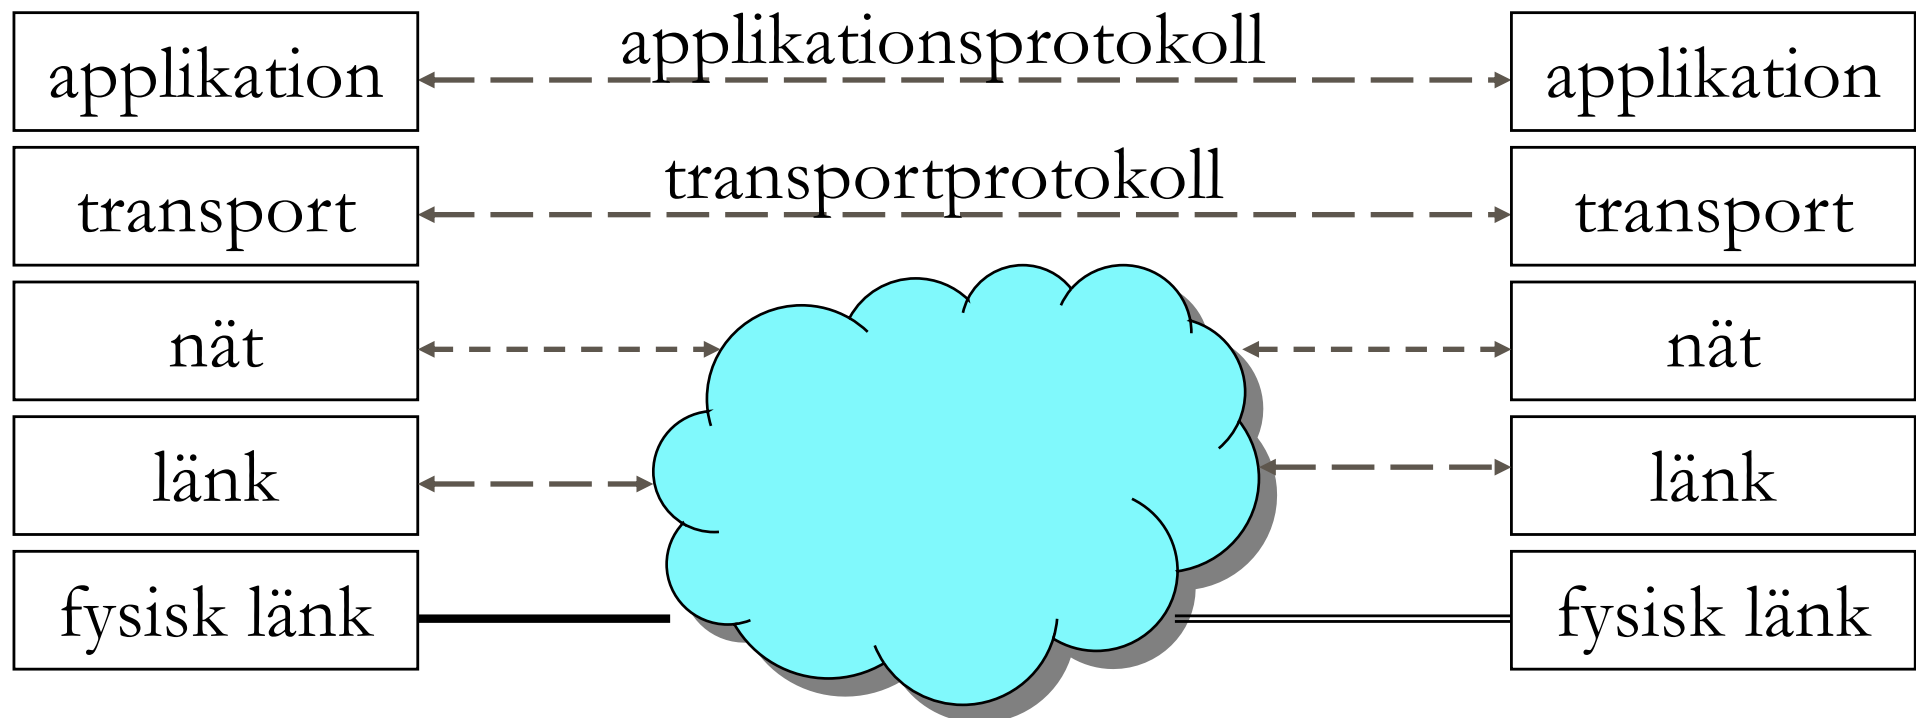 applikation
applikationsprotokoll
applikation
transport
transportprotokoll
transport
nät
nät
länk
länk
fysisk länk
fysisk länk